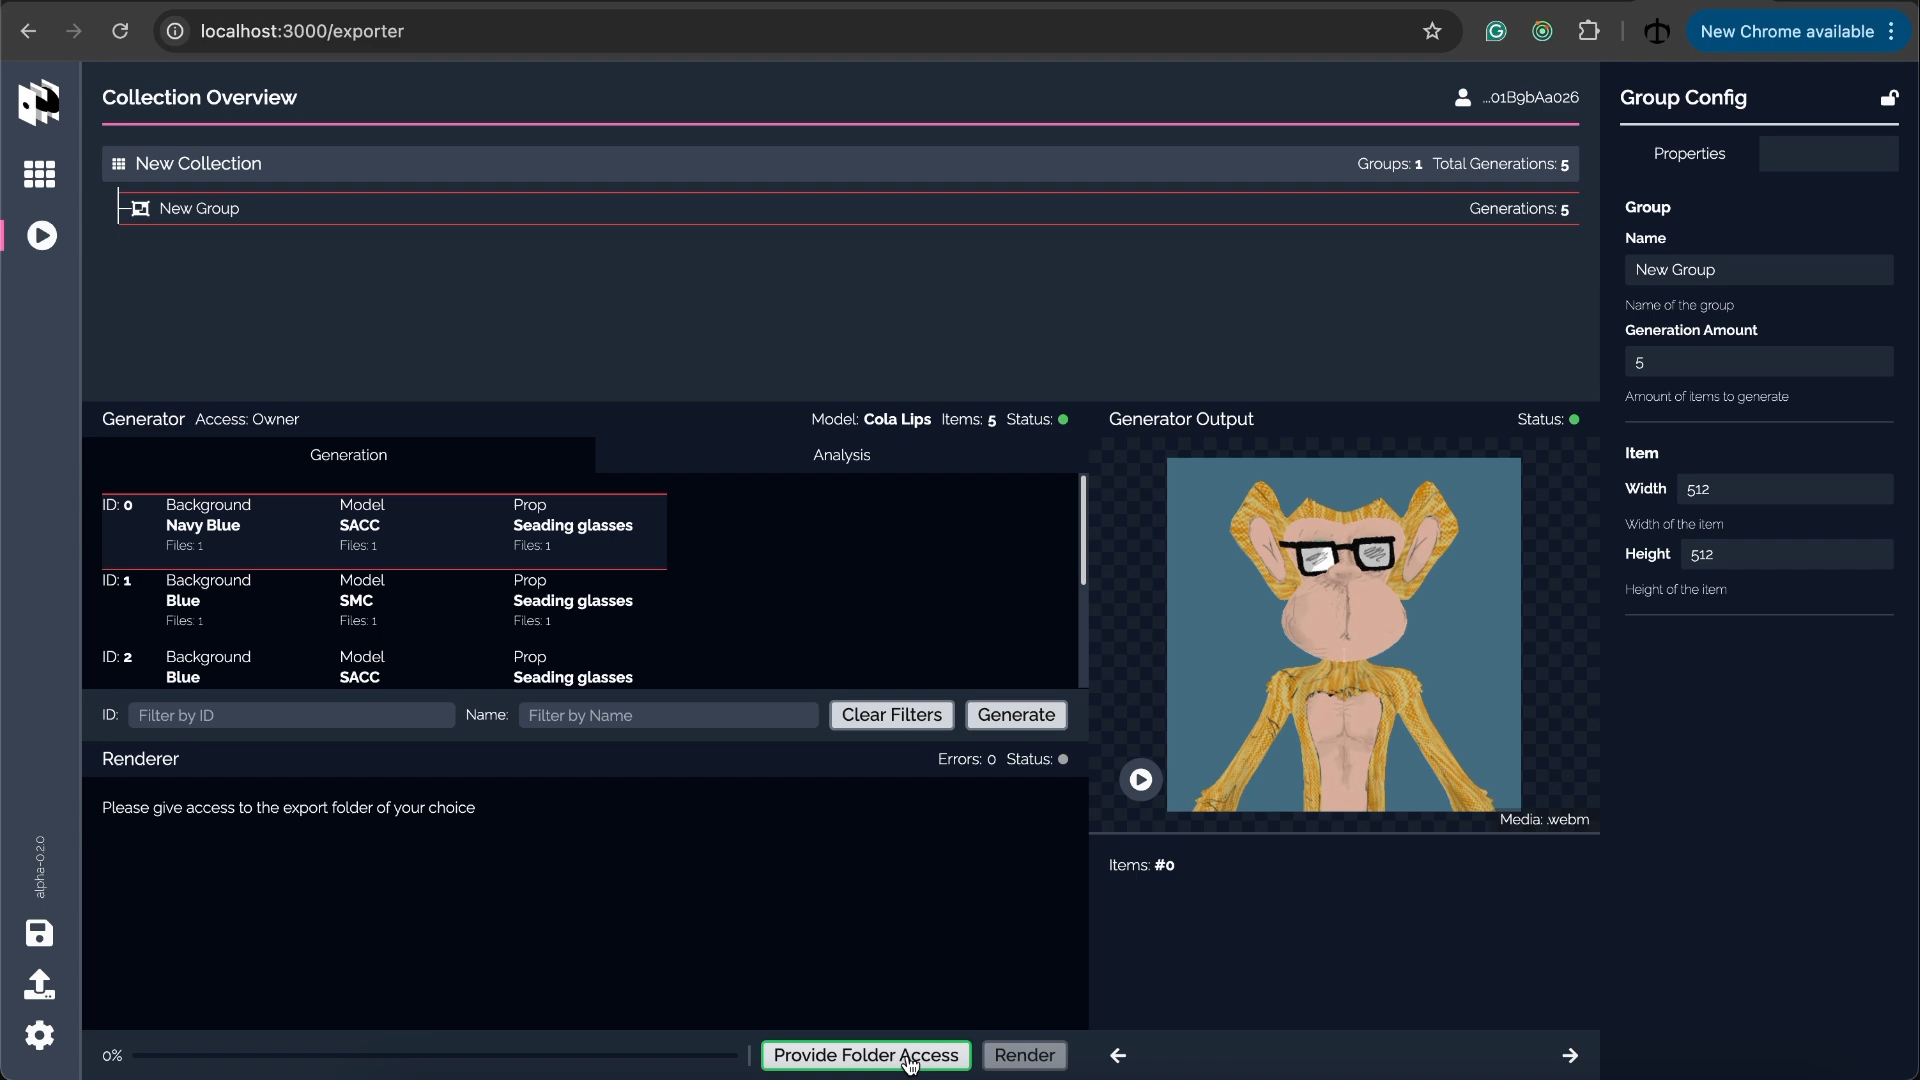 localhost:3000/exporter
New Chrome available
Collection Overview
...01B9bAa026
New Collection
Groups: 1 Total Generations: 5
New Group
Generations: 5
Generator Access: Owner
Model: Cola Lips Items: 5 Status:
Generation
Analysis
ID: 0 Background Model Prop
Navy Blue SACC Seading glasses
Files: 1 Files: 1 Files: 1
ID: 1 Background Model Prop
Blue SMC Seading glasses
Files: 1 Files: 1 Files: 1
ID: 2 Background Model Prop
Blue SACC Seading glasses
ID: Filter by ID Name: Filter by Name Clear Filters Generate
Renderer
Errors: 0 Status:
Please give access to the export folder of your choice
0%
Provide Folder Access
Render
Generator Output
Status:
Media: .webm
Items: #0
Group Config
Properties
Group
Name
New Group
Name of the group
Generation Amount
5
Amount of items to generate
Item
Width 512
Width of the item
Height 512
Height of the item
alpha-0.2.0